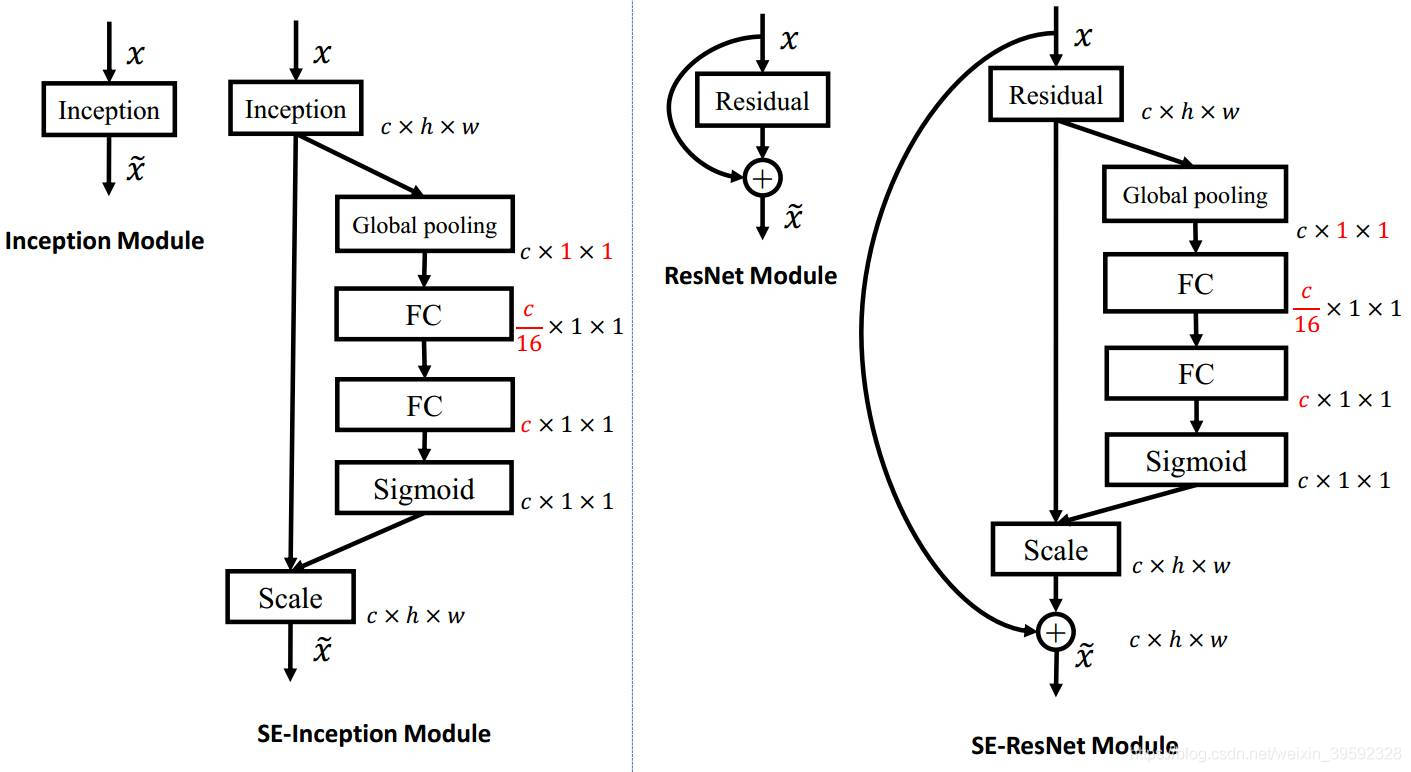 x
Inception
x̃
Inception Module
x
Inception
c × h × w
Global pooling
c × 1 × 1
FC
c/16 × 1 × 1
FC
c × 1 × 1
Sigmoid
c × 1 × 1
Scale
c × h × w
x̃
SE-Inception Module
x
Residual
+
x̃
ResNet Module
x
Residual
c × h × w
Global pooling
c × 1 × 1
FC
c/16 × 1 × 1
FC
c × 1 × 1
Sigmoid
c × 1 × 1
Scale
c × h × w
+
c × h × w
x̃
SE-ResNet Module
https://blog.csdn.net/weixin_39592328